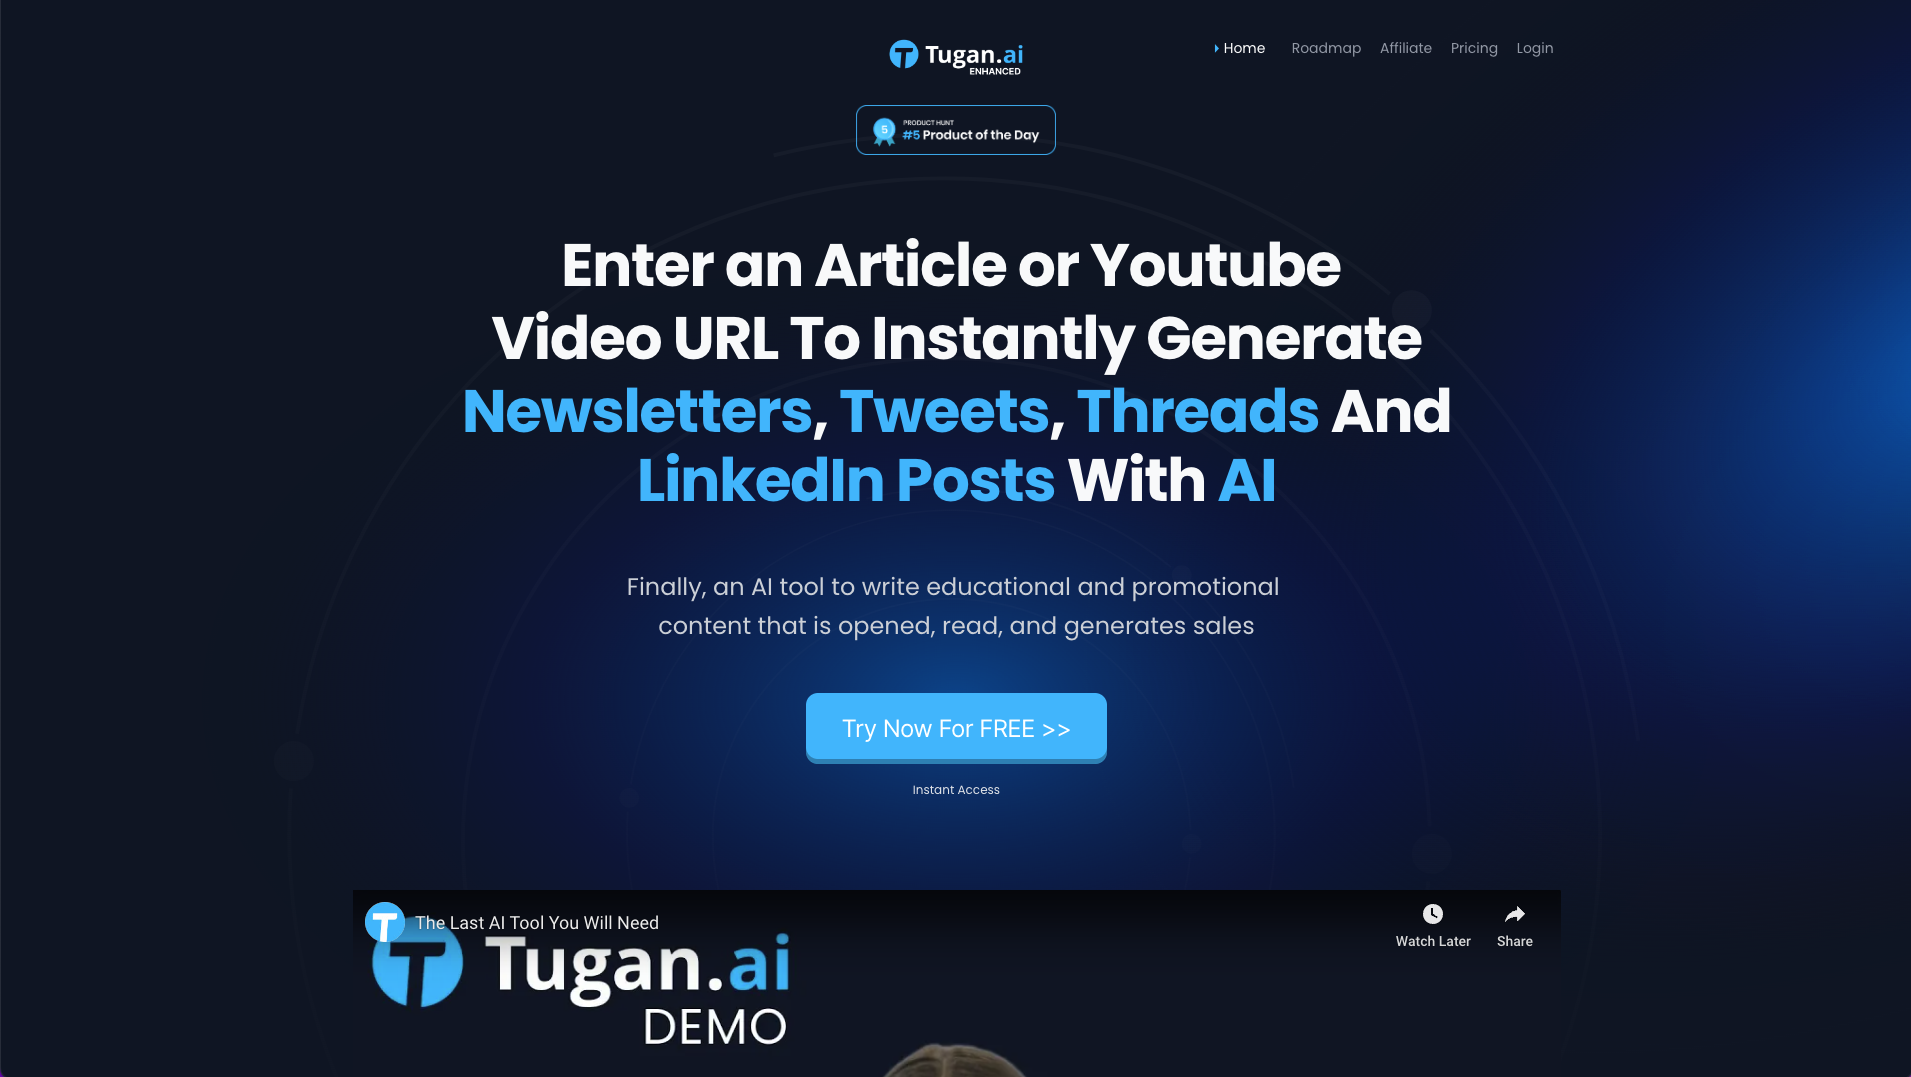 Tugan.ai
ENHANCED
Home
Roadmap
Affiliate
Pricing
Login
5
PRODUCT HUNT
#5 Product of the Day
Enter an Article or Youtube
Video URL To Instantly Generate
Newsletters, Tweets, Threads And
LinkedIn Posts With AI
Finally, an AI tool to write educational and promotional
content that is opened, read, and generates sales
Try Now For FREE >>
Instant Access
The Last AI Tool You Will Need
Watch Later
Share
Tugan.ai
DEMO